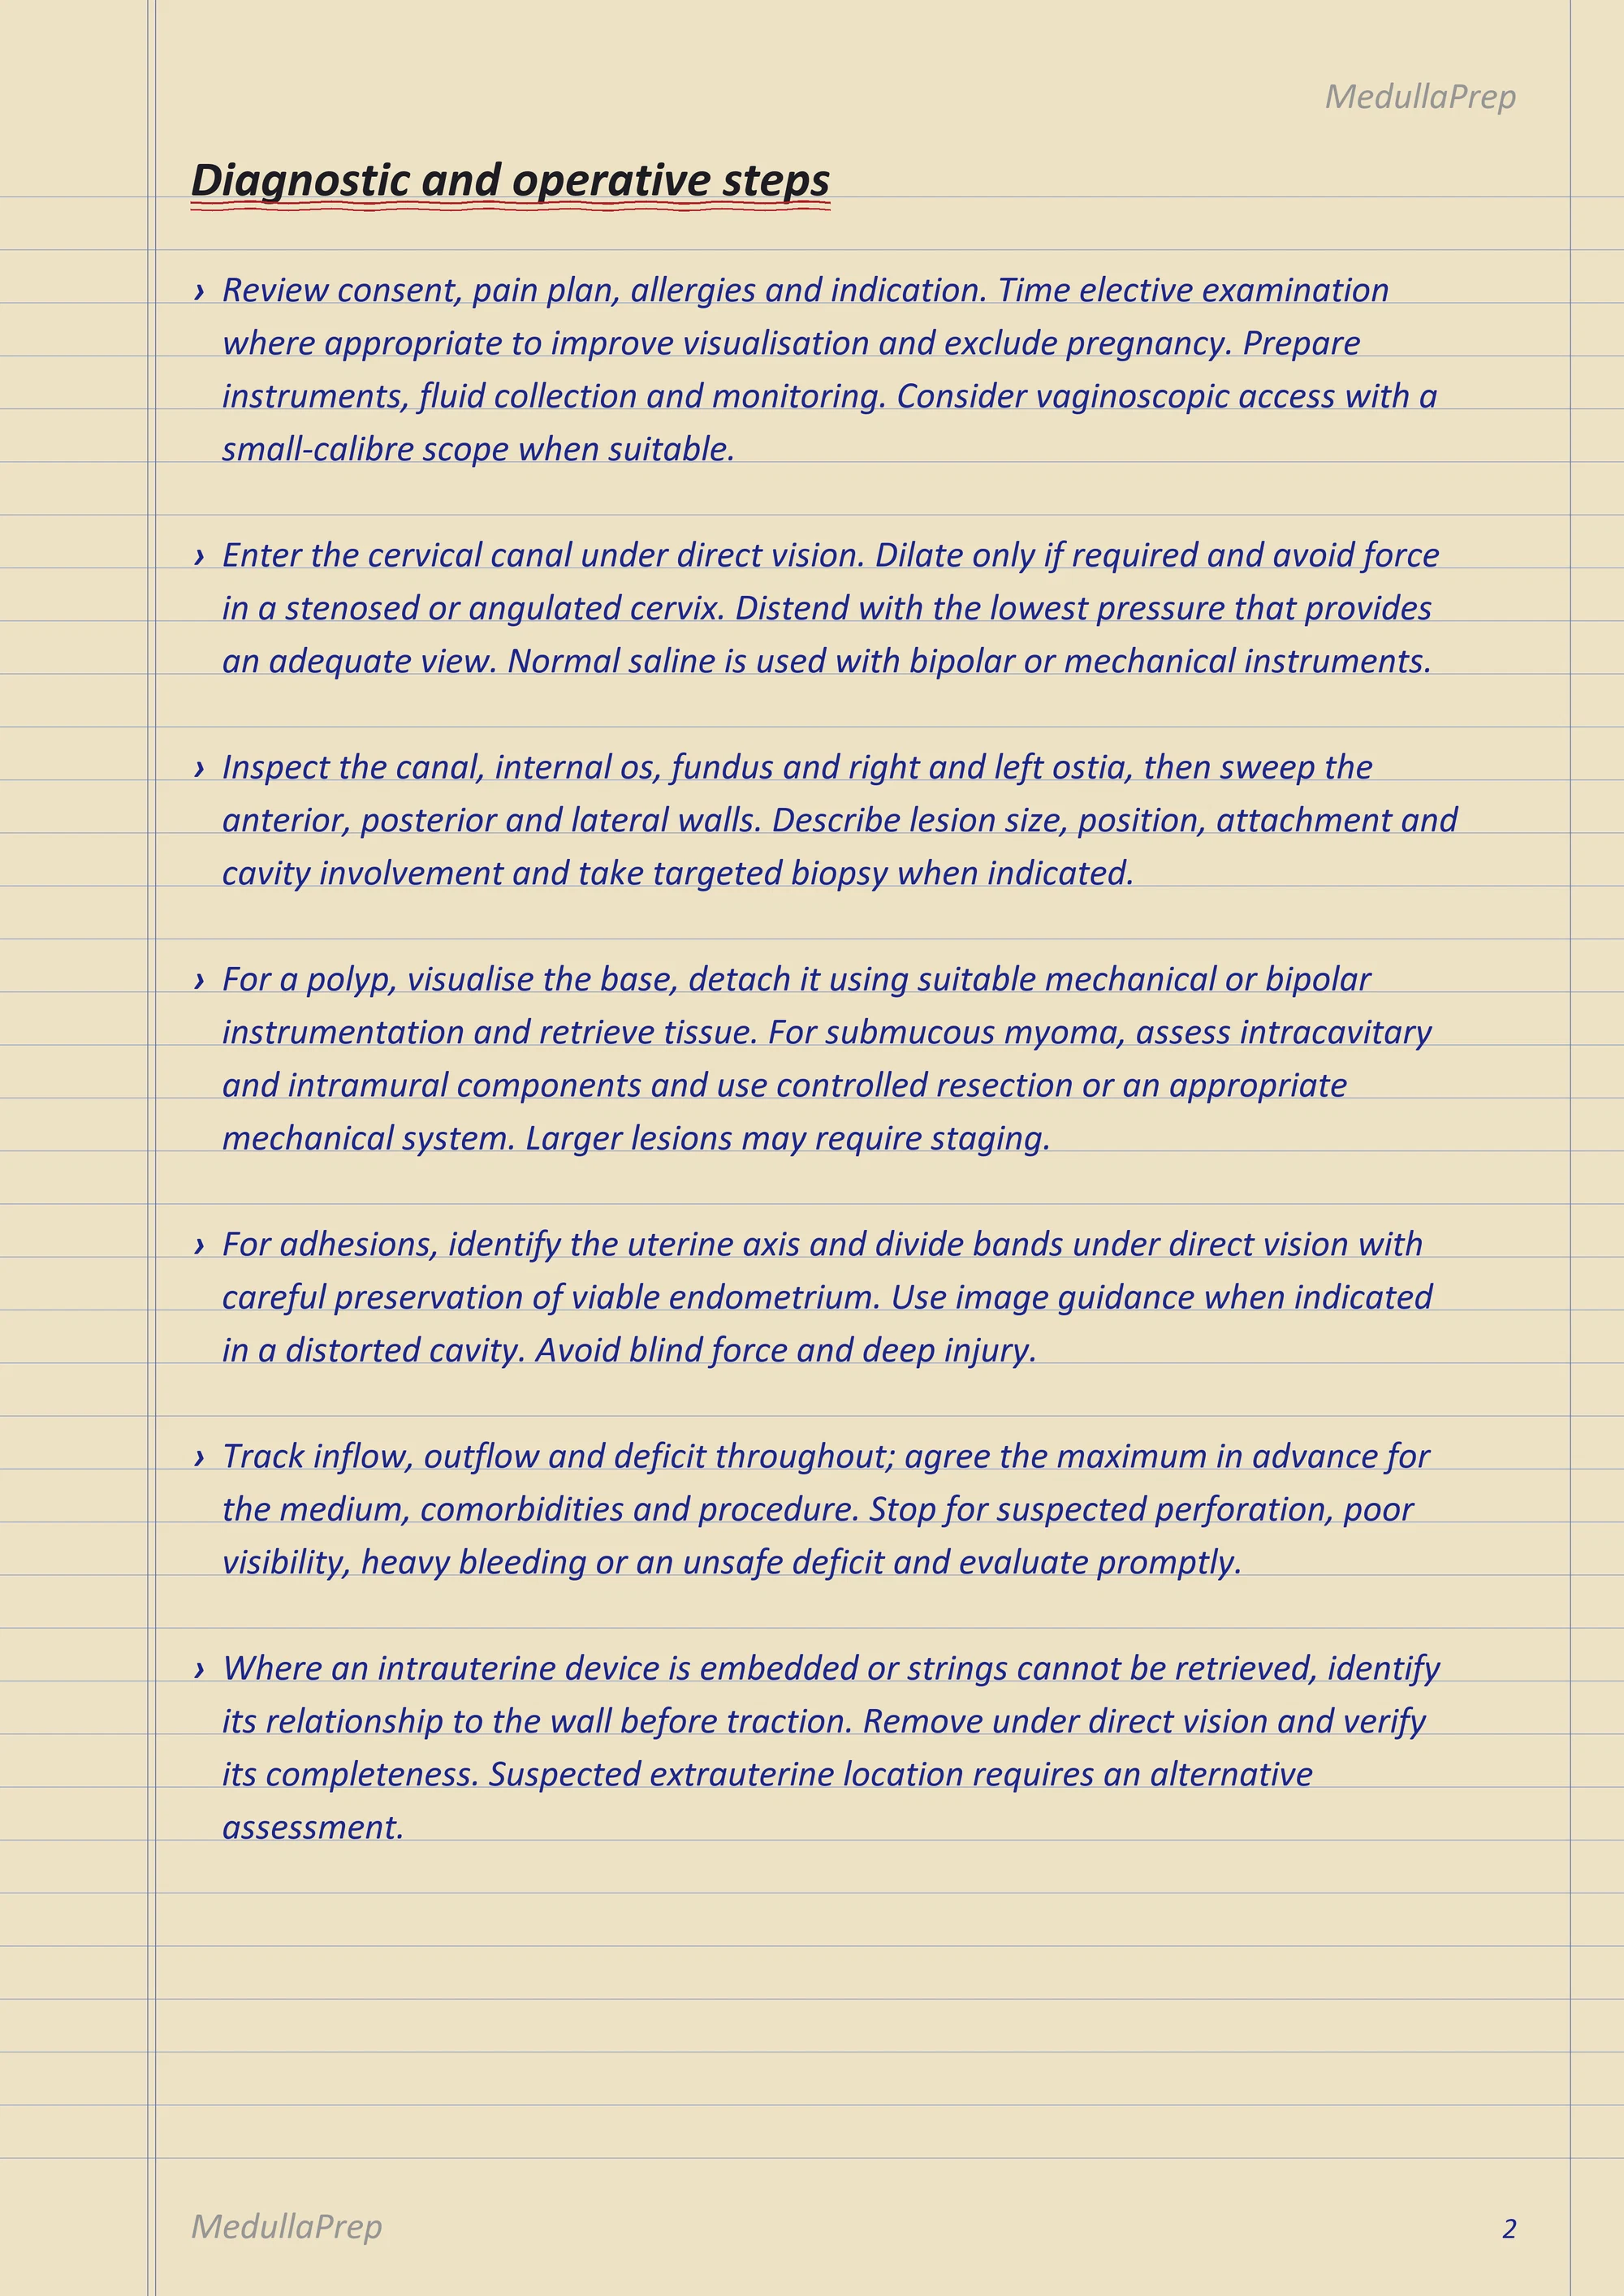 MedullaPrep
Diagnostic and operative steps
› Review consent, pain plan, allergies and indication. Time elective examination
where appropriate to improve visualisation and exclude pregnancy. Prepare
instruments, fluid collection and monitoring. Consider vaginoscopic access with a
small-calibre scope when suitable.
› Enter the cervical canal under direct vision. Dilate only if required and avoid force
in a stenosed or angulated cervix. Distend with the lowest pressure that provides
an adequate view. Normal saline is used with bipolar or mechanical instruments.
› Inspect the canal, internal os, fundus and right and left ostia, then sweep the
anterior, posterior and lateral walls. Describe lesion size, position, attachment and
cavity involvement and take targeted biopsy when indicated.
› For a polyp, visualise the base, detach it using suitable mechanical or bipolar
instrumentation and retrieve tissue. For submucous myoma, assess intracavitary
and intramural components and use controlled resection or an appropriate
mechanical system. Larger lesions may require staging.
› For adhesions, identify the uterine axis and divide bands under direct vision with
careful preservation of viable endometrium. Use image guidance when indicated
in a distorted cavity. Avoid blind force and deep injury.
› Track inflow, outflow and deficit throughout; agree the maximum in advance for
the medium, comorbidities and procedure. Stop for suspected perforation, poor
visibility, heavy bleeding or an unsafe deficit and evaluate promptly.
› Where an intrauterine device is embedded or strings cannot be retrieved, identify
its relationship to the wall before traction. Remove under direct vision and verify
its completeness. Suspected extrauterine location requires an alternative
assessment.
MedullaPrep
2